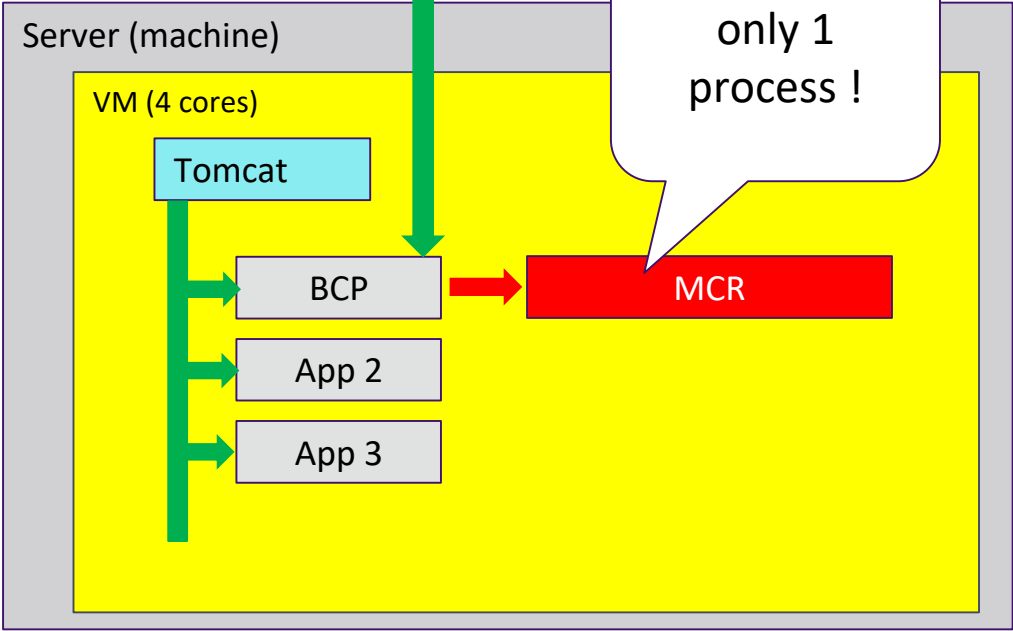 Server (machine)
only 1
process !
VM (4 cores)
Tomcat
BCP
MCR
App 2
App 3